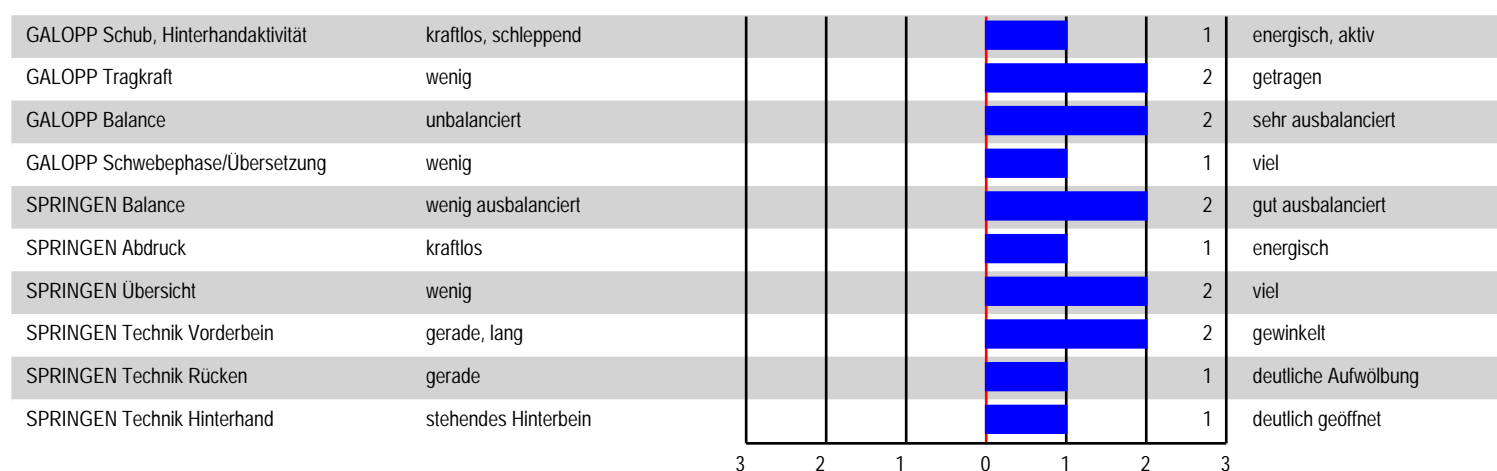 GALOPP Schub, Hinterhandaktivität kraftlos, schleppend 1 energisch, aktiv
GALOPP Tragkraft wenig 2 getragen
GALOPP Balance unbalanciert 2 sehr ausbalanciert
GALOPP Schwebephase/Übersetzung wenig 1 viel
SPRINGEN Balance wenig ausbalanciert 2 gut ausbalanciert
SPRINGEN Abdruck kraftlos 1 energisch
SPRINGEN Übersicht wenig 2 viel
SPRINGEN Technik Vorderbein gerade, lang 2 gewinkelt
SPRINGEN Technik Rücken gerade 1 deutliche Aufwölbung
SPRINGEN Technik Hinterhand stehendes Hinterbein 1 deutlich geöffnet
3 2 1 0 1 2 3